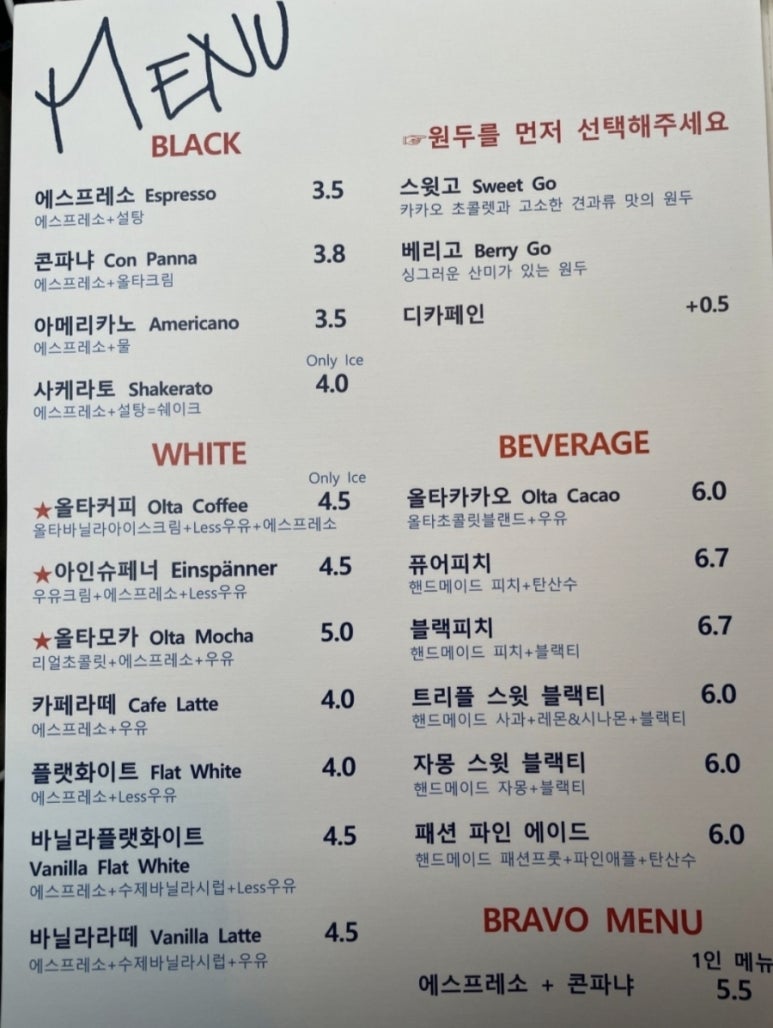 MENU
BLACK
에스프레소 Espresso 3.5
에스프레소+설탕
콘파냐 Con Panna 3.8
에스프레소+올타크림
아메리카노 Americano 3.5
에스프레소+물
Only Ice
사케라토 Shakerato 4.0
에스프레소+설탕=쉐이크
WHITE
Only Ice
★올타커피 Olta Coffee 4.5
올타바닐라아이스크림+Less우유+에스프레소
★아인슈페너 Einspänner 4.5
우유크림+에스프레소+Less우유
★올타모카 Olta Mocha 5.0
리얼초콜릿+에스프레소+우유
카페라떼 Cafe Latte 4.0
에스프레소+우유
플랫화이트 Flat White 4.0
에스프레소+Less우유
바닐라플랫화이트 4.5
Vanilla Flat White
에스프레소+수제바닐라시럽+Less우유
바닐라라떼 Vanilla Latte 4.5
에스프레소+수제바닐라시럽+우유
☞원두를 먼저 선택해주세요
스윗고 Sweet Go
카카오 초콜렛과 고소한 견과류 맛의 원두
베리고 Berry Go
싱그러운 산미가 있는 원두
디카페인 +0.5
BEVERAGE
올타카카오 Olta Cacao 6.0
올타초콜릿블랜드+우유
퓨어피치 6.7
핸드메이드 피치+탄산수
블랙피치 6.7
핸드메이드 피치+블랙티
트리플 스윗 블랙티 6.0
핸드메이드 사과+레몬&시나몬+블랙티
자몽 스윗 블랙티 6.0
핸드메이드 자몽+블랙티
패션 파인 에이드 6.0
핸드메이드 패션프룻+파인애플+탄산수
BRAVO MENU
1인 메뉴
에스프레소 + 콘파냐 5.5